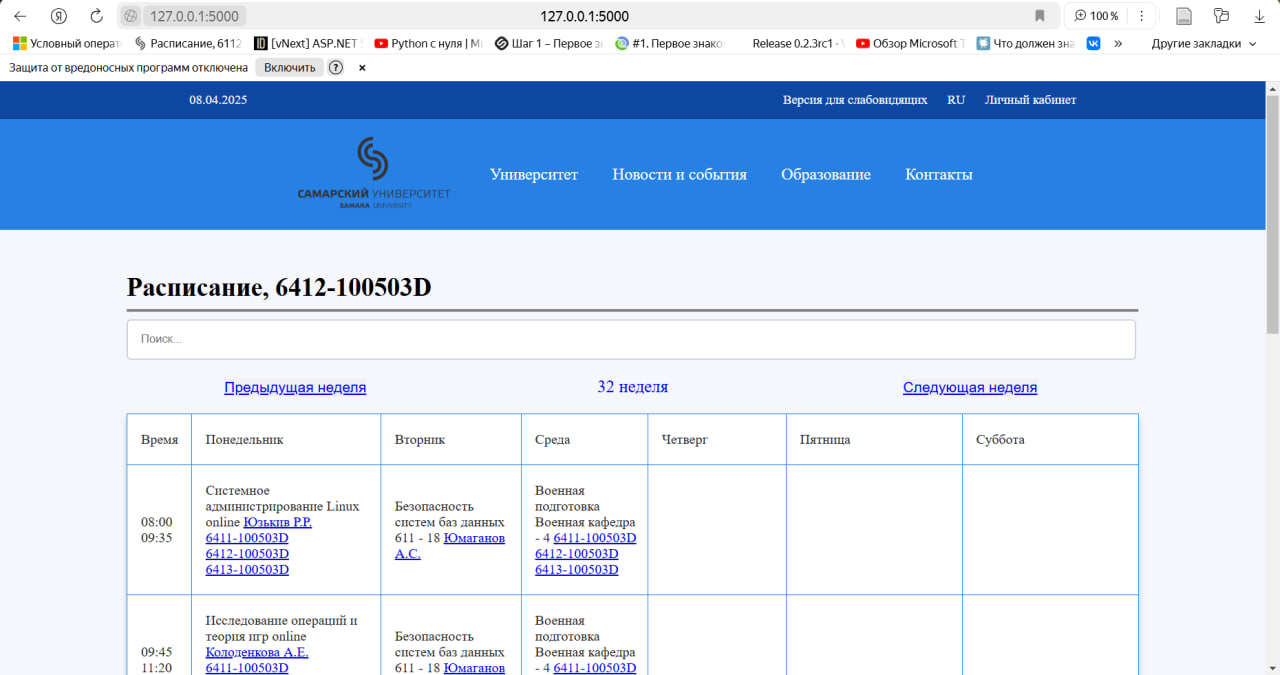 127.0.0.1:5000
127.0.0.1:5000
100 %
Условный операт
Расписание, 6112
[vNext] ASP.NET
Python с нуля | М
Шаг 1 – Первое з
#1. Первое знако
Release 0.2.3rc1 ·
Обзор Microsoft
Что должен зна
»
Другие закладки
Защита от вредоносных программ отключена
Включить
?
08.04.2025
Версия для слабовидящих
RU
Личный кабинет
САМАРСКИЙ УНИВЕРСИТЕТ
SAMARA UNIVERSITY
Университет
Новости и события
Образование
Контакты
Расписание, 6412-100503D
Поиск...
Предыдущая неделя
32 неделя
Следующая неделя
Время
Понедельник
Вторник
Среда
Четверг
Пятница
Суббота
08:00
09:35
Системное
администрирование Linux
online Юзькив Р.Р.
6411-100503D
6412-100503D
6413-100503D
Безопасность
систем баз данных
611 - 18 Юмаганов
А.С.
Военная
подготовка
Военная кафедра
- 4 6411-100503D
6412-100503D
6413-100503D
09:45
11:20
Исследование операций и
теория игр online
Колоденкова А.Е.
6411-100503D
Безопасность
систем баз данных
611 - 18 Юмаганов
Военная
подготовка
Военная кафедра
- 4 6411-100503D